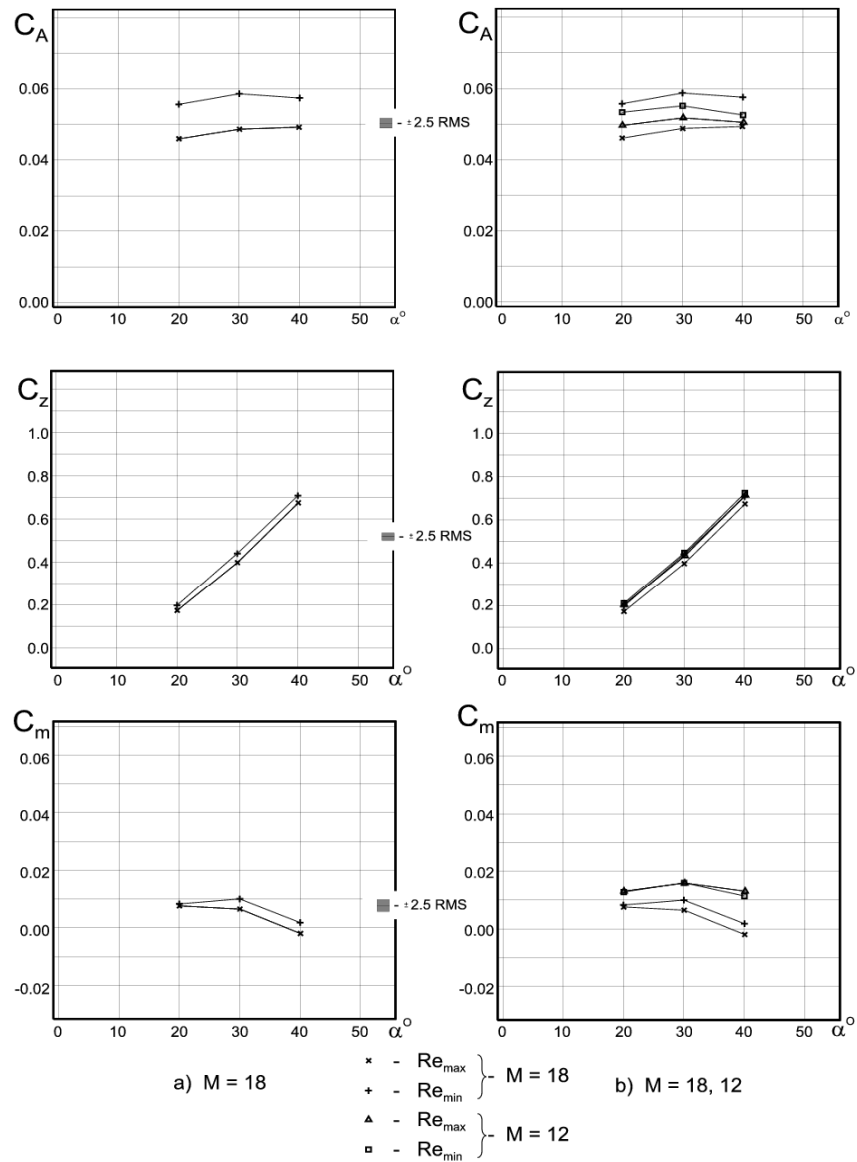 C_A
0.06
0.04
0.02
0.00
0 10 20 30 40 50 α°
- ±2.5 RMS
C_A
0.06
0.04
0.02
0.00
0 10 20 30 40 50 α°
C_z
1.0
0.8
0.6
0.4
0.2
0.0
0 10 20 30 40 50 α°
- ±2.5 RMS
C_z
1.0
0.8
0.6
0.4
0.2
0.0
0 10 20 30 40 50 α°
C_m
0.06
0.04
0.02
0.00
-0.02
0 10 20 30 40 50 α°
- ±2.5 RMS
C_m
0.06
0.04
0.02
0.00
-0.02
0 10 20 30 40 50 α°
a) M = 18
× - Re_max
+ - Re_min
- M = 18
△ - Re_max
□ - Re_min
- M = 12
b) M = 18, 12